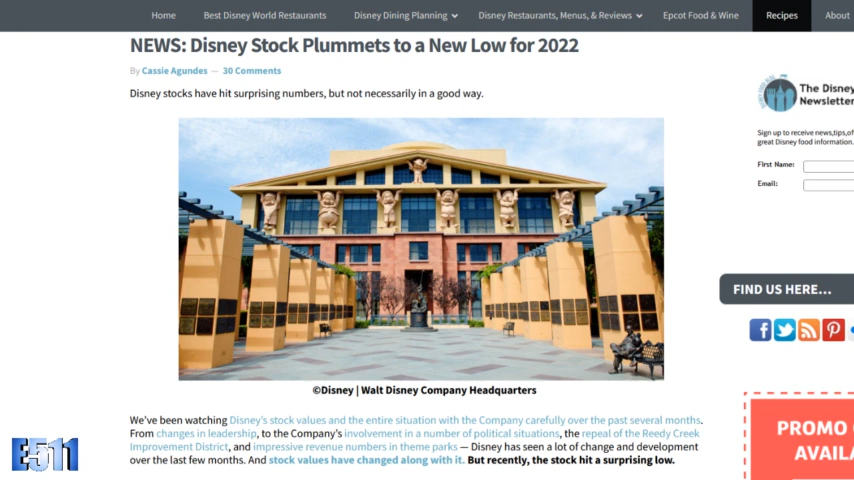 Home Best Disney World Restaurants Disney Dining Planning Disney Restaurants, Menus, & Reviews Epcot Food & Wine Recipes About
NEWS: Disney Stock Plummets to a New Low for 2022
By Cassie Agundes — 30 Comments
Disney stocks have hit surprising numbers, but not necessarily in a good way.
©Disney | Walt Disney Company Headquarters
We've been watching Disney's stock values and the entire situation with the Company carefully over the past several months.
From changes in leadership, to the Company's involvement in a number of political situations, the repeal of the Reedy Creek
Improvement District, and impressive revenue numbers in theme parks — Disney has seen a lot of change and development
over the last few months. And stock values have changed along with it. But recently, the stock hit a surprising low.
The Disney
Newsletter
Sign up to receive news,tips,of
great Disney food information.
First Name:
Email:
FIND US HERE...
PROMO
AVAILA
E511